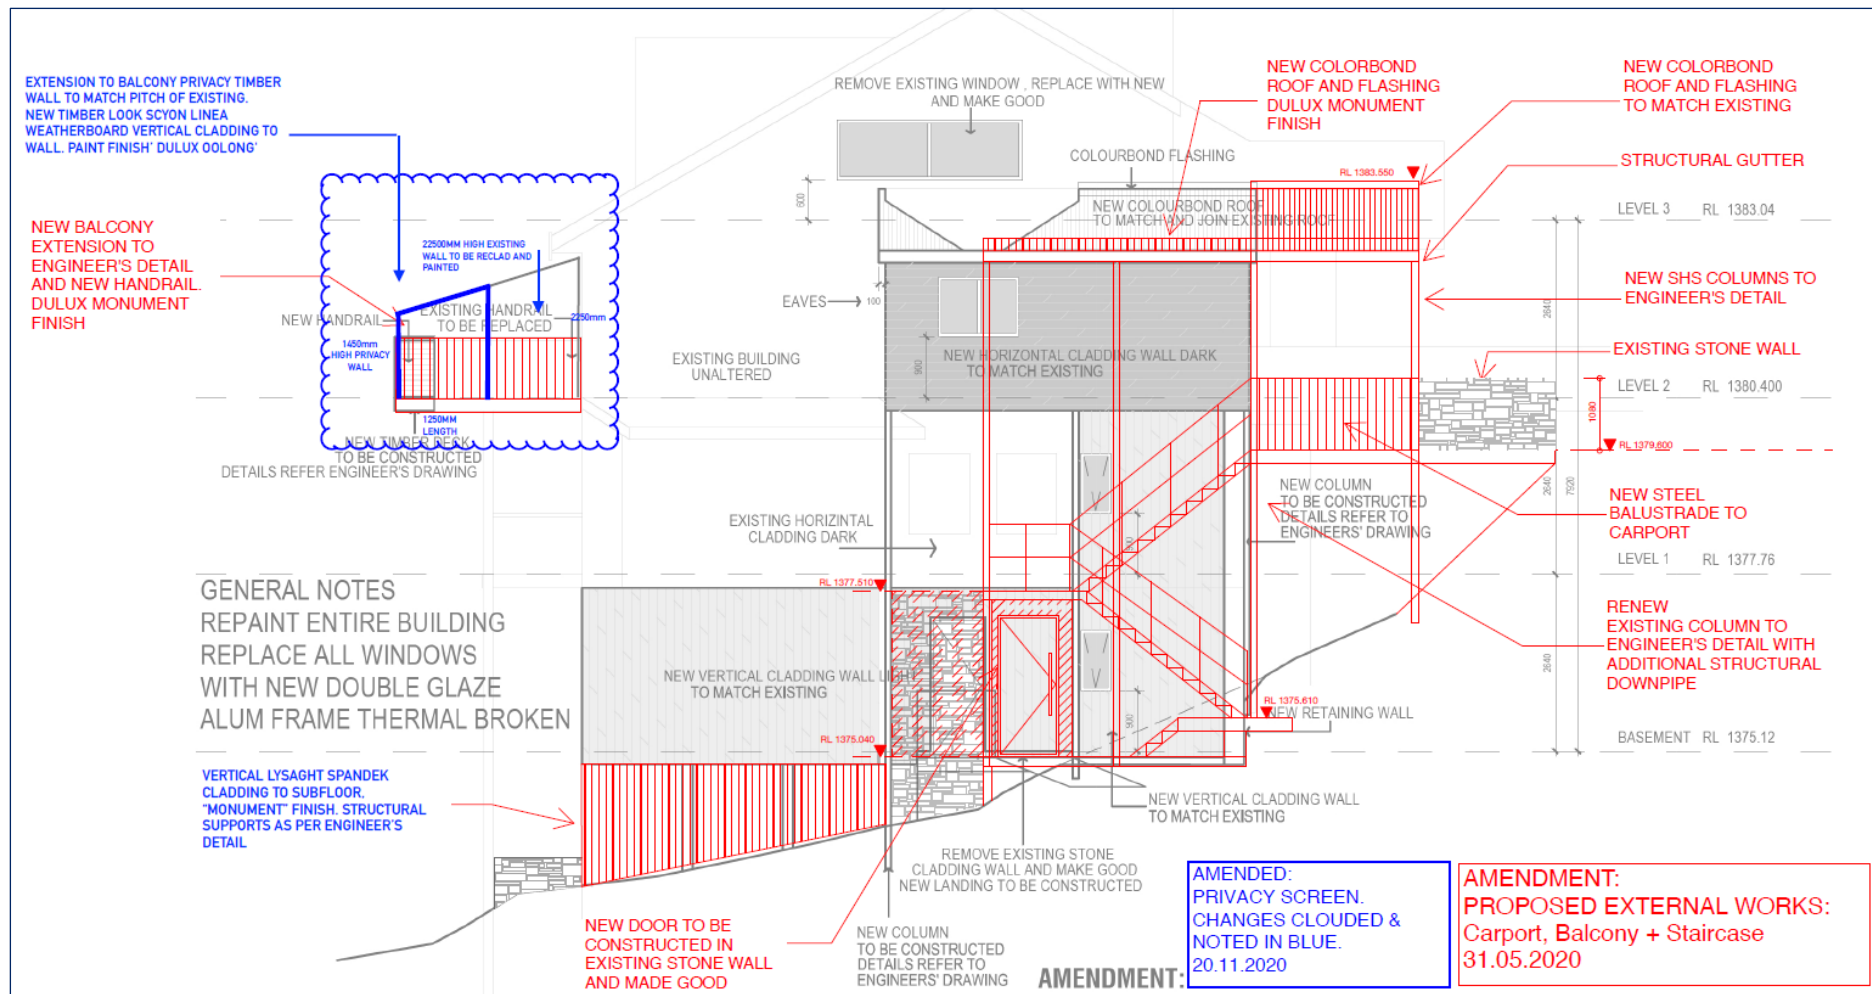 EXTENSION TO BALCONY PRIVACY TIMBER
WALL TO MATCH PITCH OF EXISTING.
NEW TIMBER LOOK SCYON LINEA
WEATHERBOARD VERTICAL CLADDING TO
WALL. PAINT FINISH' DULUX OOLONG'
NEW BALCONY
EXTENSION TO
ENGINEER'S DETAIL
AND NEW HANDRAIL.
DULUX MONUMENT
FINISH
22500MM HIGH EXISTING
WALL TO BE RECLAD AND
PAINTED
NEW HANDRAIL
EXISTING HANDRAIL
TO BE REPLACED
2250mm
1450mm
HIGH PRIVACY
WALL
1250MM
LENGTH
NEW TIMBER DECK
TO BE CONSTRUCTED
DETAILS REFER ENGINEER'S DRAWING
REMOVE EXISTING WINDOW , REPLACE WITH NEW
AND MAKE GOOD
600
COLOURBOND FLASHING
NEW COLOURBOND ROOF
TO MATCH AND JOIN EXISTING ROOF
EAVES
100
EXISTING BUILDING
UNALTERED
900
NEW HORIZONTAL CLADDING WALL DARK
TO MATCH EXISTING
EXISTING HORIZINTAL
CLADDING DARK
NEW COLORBOND
ROOF AND FLASHING
DULUX MONUMENT
FINISH
NEW COLORBOND
ROOF AND FLASHING
TO MATCH EXISTING
RL 1383.550
STRUCTURAL GUTTER
LEVEL 3 RL 1383.04
NEW SHS COLUMNS TO
ENGINEER'S DETAIL
2640
EXISTING STONE WALL
LEVEL 2 RL 1380.400
1080
RL 1379.600
2640
7920
NEW STEEL
BALUSTRADE TO
CARPORT
NEW COLUMN
TO BE CONSTRUCTED
DETAILS REFER TO
ENGINEERS' DRAWING
900
LEVEL 1 RL 1377.76
RENEW
EXISTING COLUMN TO
ENGINEER'S DETAIL WITH
ADDITIONAL STRUCTURAL
DOWNPIPE
2640
RL 1377.510
GENERAL NOTES
REPAINT ENTIRE BUILDING
REPLACE ALL WINDOWS
WITH NEW DOUBLE GLAZE
ALUM FRAME THERMAL BROKEN
NEW VERTICAL CLADDING WALL LIGHT
TO MATCH EXISTING
RL 1375.610
NEW RETAINING WALL
900
RL 1375.040
BASEMENT RL 1375.12
VERTICAL LYSAGHT SPANDEK
CLADDING TO SUBFLOOR.
"MONUMENT" FINISH. STRUCTURAL
SUPPORTS AS PER ENGINEER'S
DETAIL
NEW VERTICAL CLADDING WALL
TO MATCH EXISTING
REMOVE EXISTING STONE
CLADDING WALL AND MAKE GOOD
NEW LANDING TO BE CONSTRUCTED
NEW DOOR TO BE
CONSTRUCTED IN
EXISTING STONE WALL
AND MADE GOOD
NEW COLUMN
TO BE CONSTRUCTED
DETAILS REFER TO
ENGINEERS' DRAWING
AMENDMENT:
AMENDED:
PRIVACY SCREEN.
CHANGES CLOUDED &
NOTED IN BLUE.
20.11.2020
AMENDMENT:
PROPOSED EXTERNAL WORKS:
Carport, Balcony + Staircase
31.05.2020